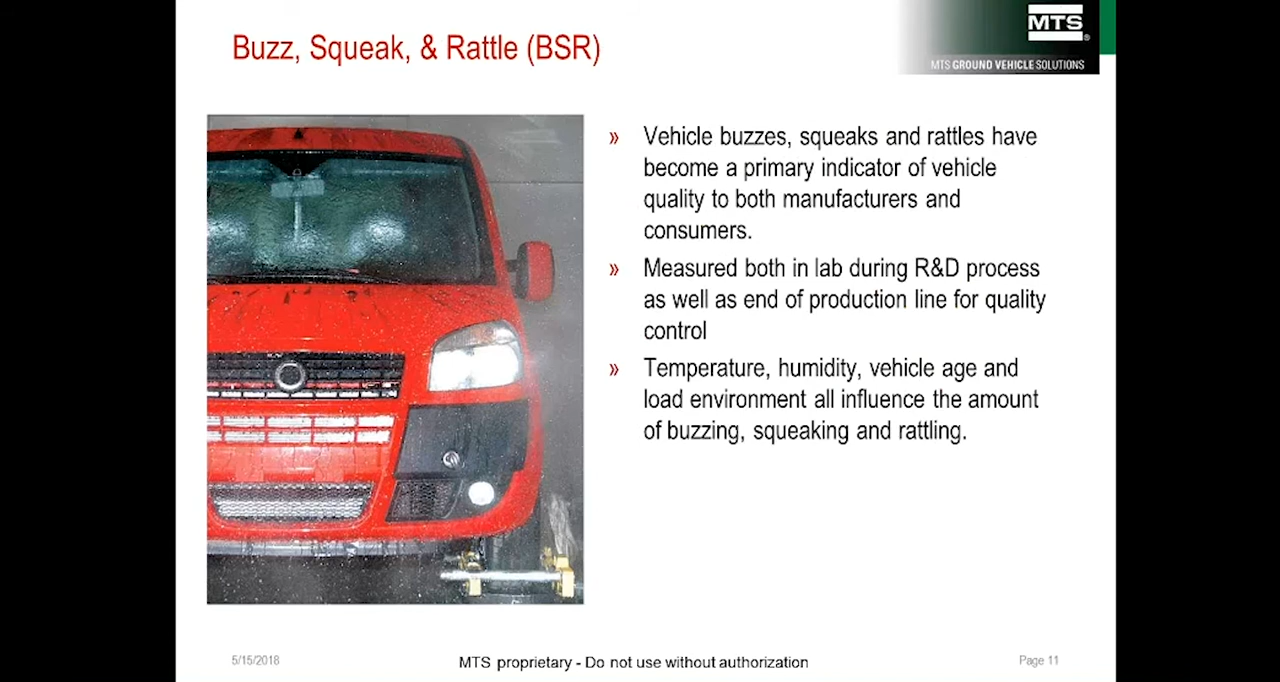 Buzz, Squeak, & Rattle (BSR)
MTS
MTS GROUND VEHICLE SOLUTIONS
» Vehicle buzzes, squeaks and rattles have
become a primary indicator of vehicle
quality to both manufacturers and
consumers.
» Measured both in lab during R&D process
as well as end of production line for quality
control
» Temperature, humidity, vehicle age and
load environment all influence the amount
of buzzing, squeaking and rattling.
5/15/2018
MTS proprietary - Do not use without authorization
Page 11